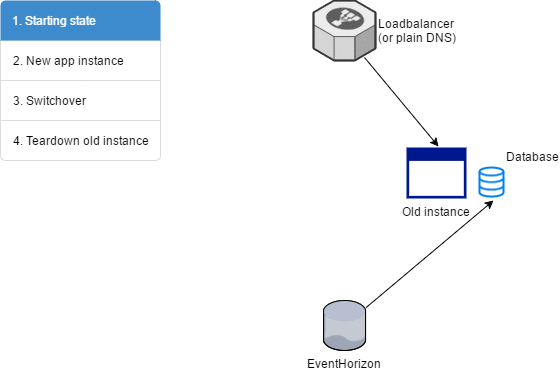 1. Starting state
2. New app instance
3. Switchover
4. Teardown old instance
Loadbalancer
(or plain DNS)
Database
Old instance
EventHorizon